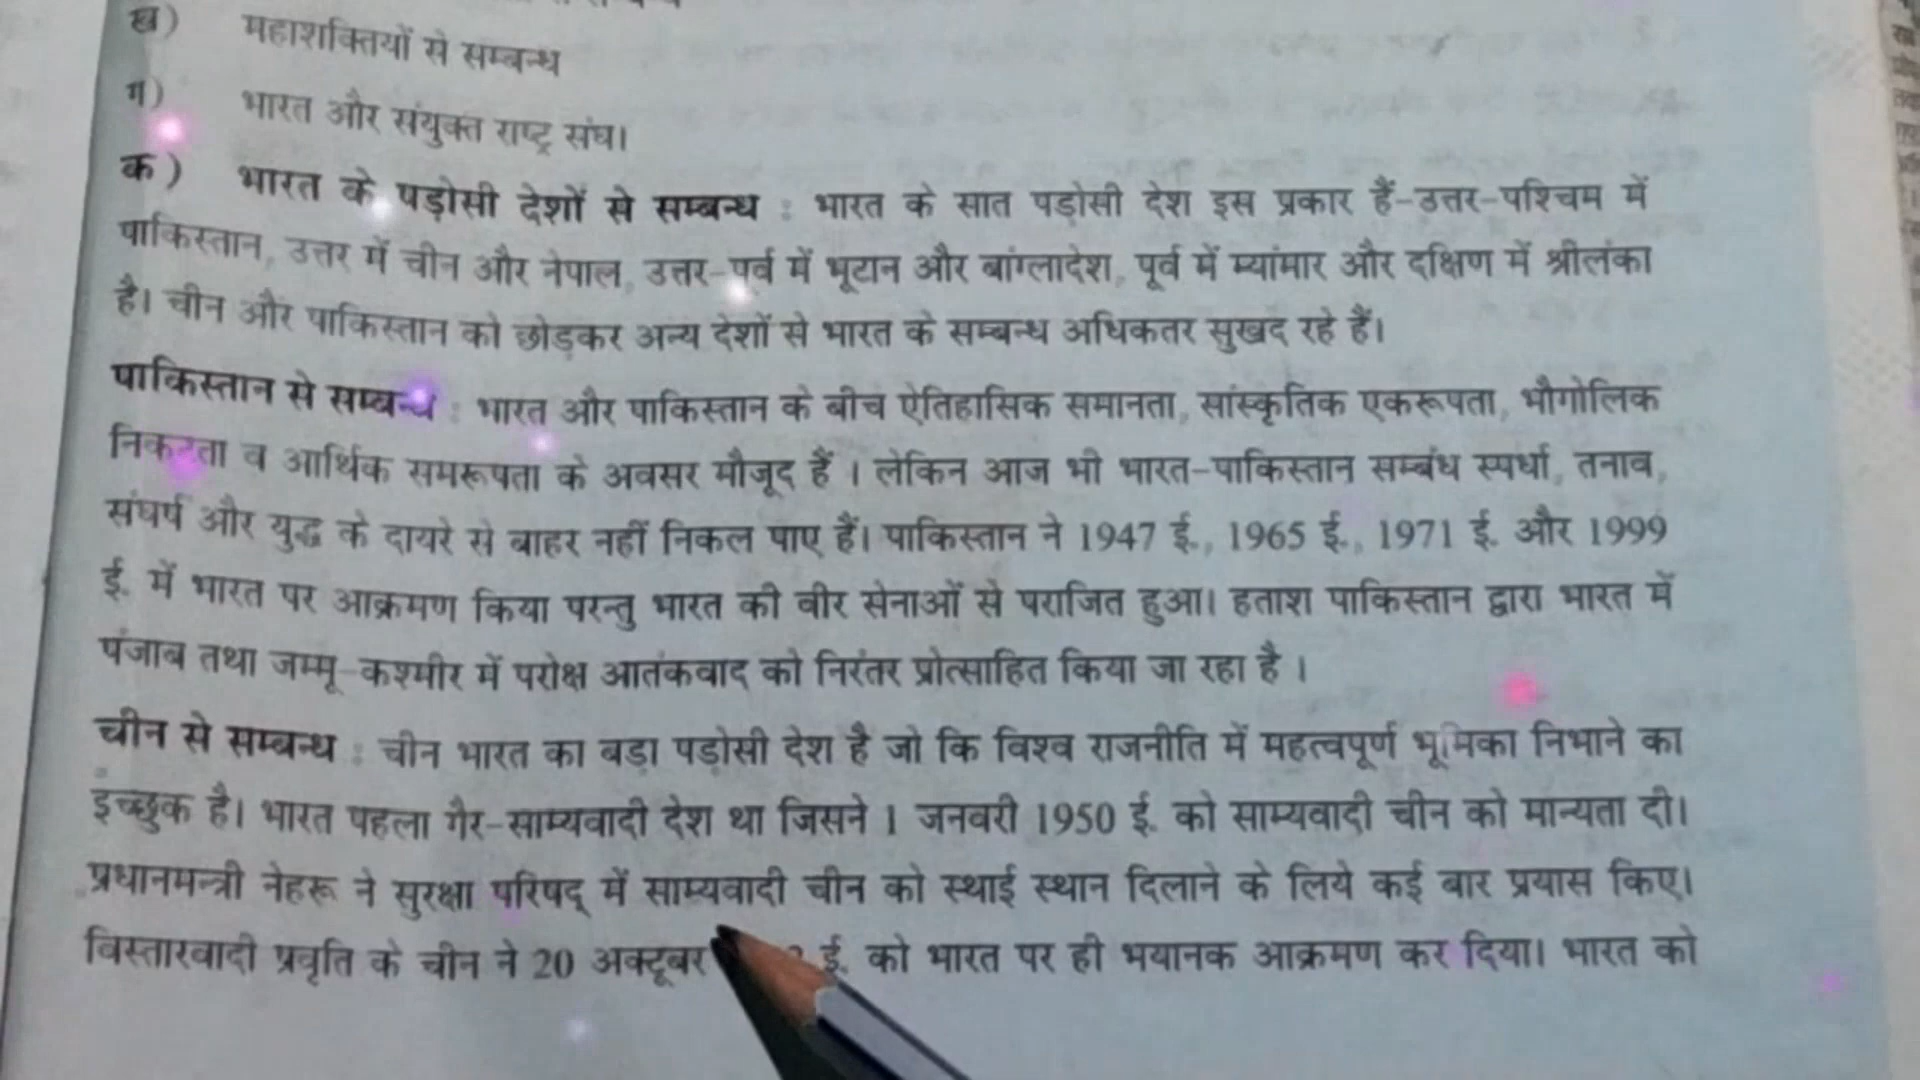 ख) महाशक्तियों से सम्बन्ध
ग) भारत और संयुक्त राष्ट्र संघ।
क) भारत के पड़ोसी देशों से सम्बन्ध : भारत के सात पड़ोसी देश इस प्रकार हैं-उत्तर-पश्चिम में
पाकिस्तान, उत्तर में चीन और नेपाल, उत्तर-पूर्व में भूटान और बांग्लादेश, पूर्व में म्यांमार और दक्षिण में श्रीलंका
है। चीन और पाकिस्तान को छोड़कर अन्य देशों से भारत के सम्बन्ध अधिकतर सुखद रहे हैं।
पाकिस्तान से सम्बन्ध : भारत और पाकिस्तान के बीच ऐतिहासिक समानता, सांस्कृतिक एकरूपता, भौगोलिक
निकटता व आर्थिक समरूपता के अवसर मौजूद हैं । लेकिन आज भी भारत-पाकिस्तान सम्बंध स्पर्धा, तनाव,
संघर्ष और युद्ध के दायरे से बाहर नहीं निकल पाए हैं। पाकिस्तान ने 1947 ई., 1965 ई., 1971 ई. और 1999
ई. में भारत पर आक्रमण किया परन्तु भारत की वीर सेनाओं से पराजित हुआ। हताश पाकिस्तान द्वारा भारत में
पंजाब तथा जम्मू-कश्मीर में परोक्ष आतंकवाद को निरंतर प्रोत्साहित किया जा रहा है ।
चीन से सम्बन्ध : चीन भारत का बड़ा पड़ोसी देश है जो कि विश्व राजनीति में महत्वपूर्ण भूमिका निभाने का
इच्छुक है। भारत पहला गैर-साम्यवादी देश था जिसने 1 जनवरी 1950 ई. को साम्यवादी चीन को मान्यता दी।
प्रधानमन्त्री नेहरू ने सुरक्षा परिषद् में साम्यवादी चीन को स्थाई स्थान दिलाने के लिये कई बार प्रयास किए।
विस्तारवादी प्रवृति के चीन ने 20 अक्टूबर ई. को भारत पर ही भयानक आक्रमण कर दिया। भारत को